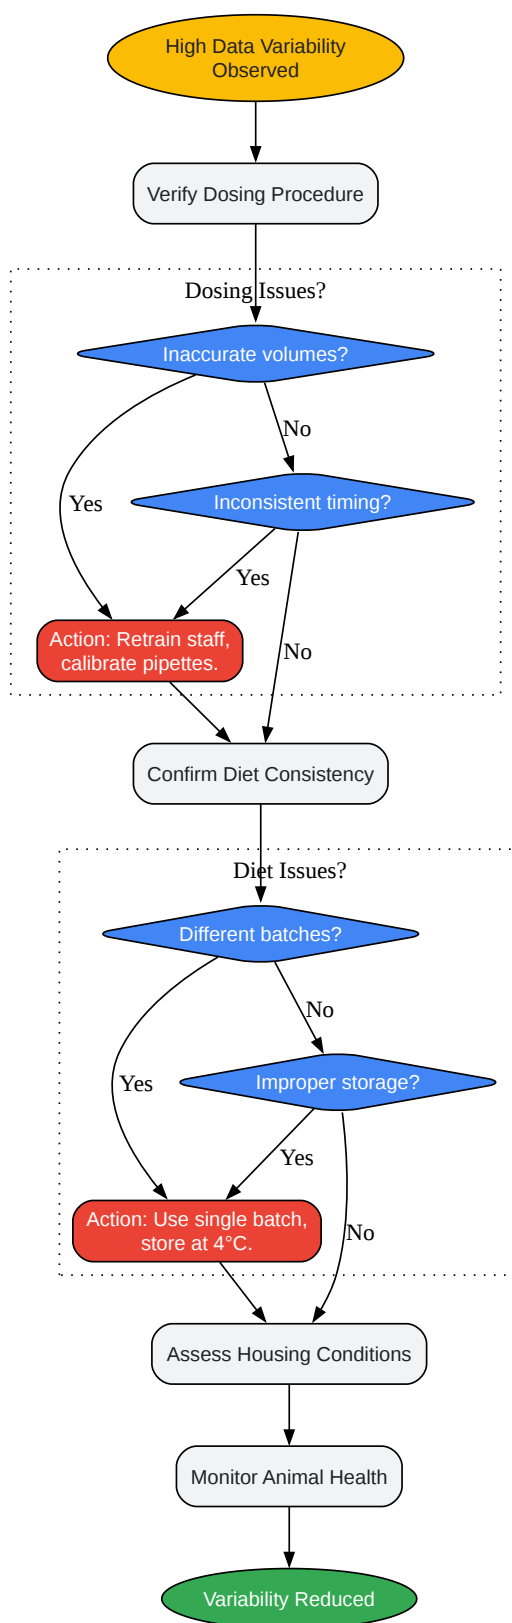 High Data Variability
Observed
Verify Dosing Procedure
Dosing Issues?
Inaccurate volumes?
No
Yes
Inconsistent timing?
Yes
No
Action: Retrain staff,
calibrate pipettes.
Confirm Diet Consistency
Diet Issues?
Different batches?
No
Yes
Improper storage?
Yes
No
Action: Use single batch,
store at 4°C.
Assess Housing Conditions
Monitor Animal Health
Variability Reduced